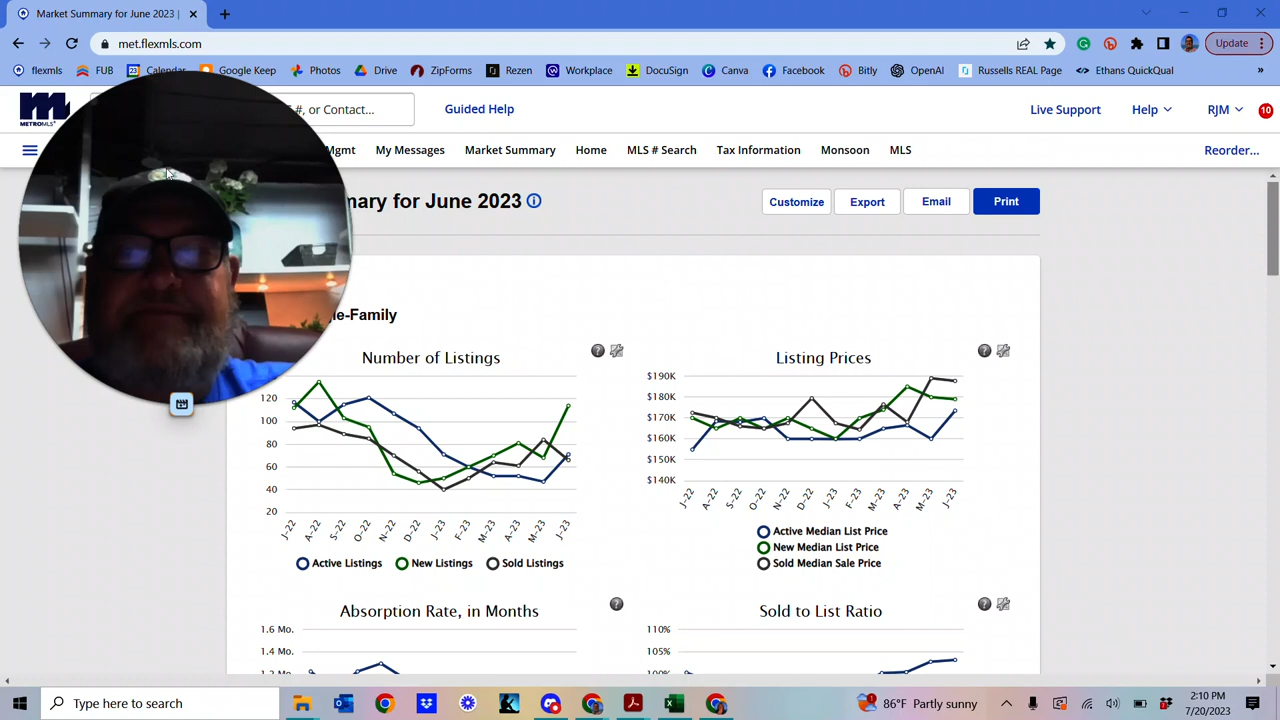 Market Summary for June 2023 |
met.flexmls.com
Update
flexmls FUB Calendar Google Keep Photos Drive ZipForms Rezen Workplace DocuSign Canva Facebook Bitly OpenAI Russells REAL Page Ethans QuickQual »
METROMLS
#, or Contact...
Guided Help
Live Support Help RJM 10
Mgmt My Messages Market Summary Home MLS # Search Tax Information Monsoon MLS Reorder...
mary for June 2023
Customize Export Email Print
e-Family
Number of Listings
120
100
80
60
40
20
J-22 A-22 S-22 O-22 N-22 D-22 J-23 F-23 M-23 A-23 M-23 J-23
Active Listings New Listings Sold Listings
Listing Prices
$190K
$180K
$170K
$160K
$150K
$140K
J-22 A-22 S-22 O-22 N-22 D-22 J-23 F-23 M-23 A-23 M-23 J-23
Active Median List Price
New Median List Price
Sold Median Sale Price
Absorption Rate, in Months
1.6 Mo.
1.4 Mo.
Sold to List Ratio
110%
105%
Type here to search
1
86°F Partly sunny
2:10 PM
7/20/2023